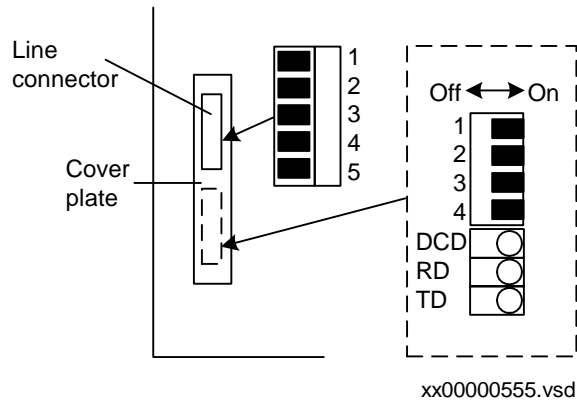 Line
connector
Cover
plate
1
2
3
4
5
Off On
1
2
3
4
DCD
RD
TD
xx00000555.vsd